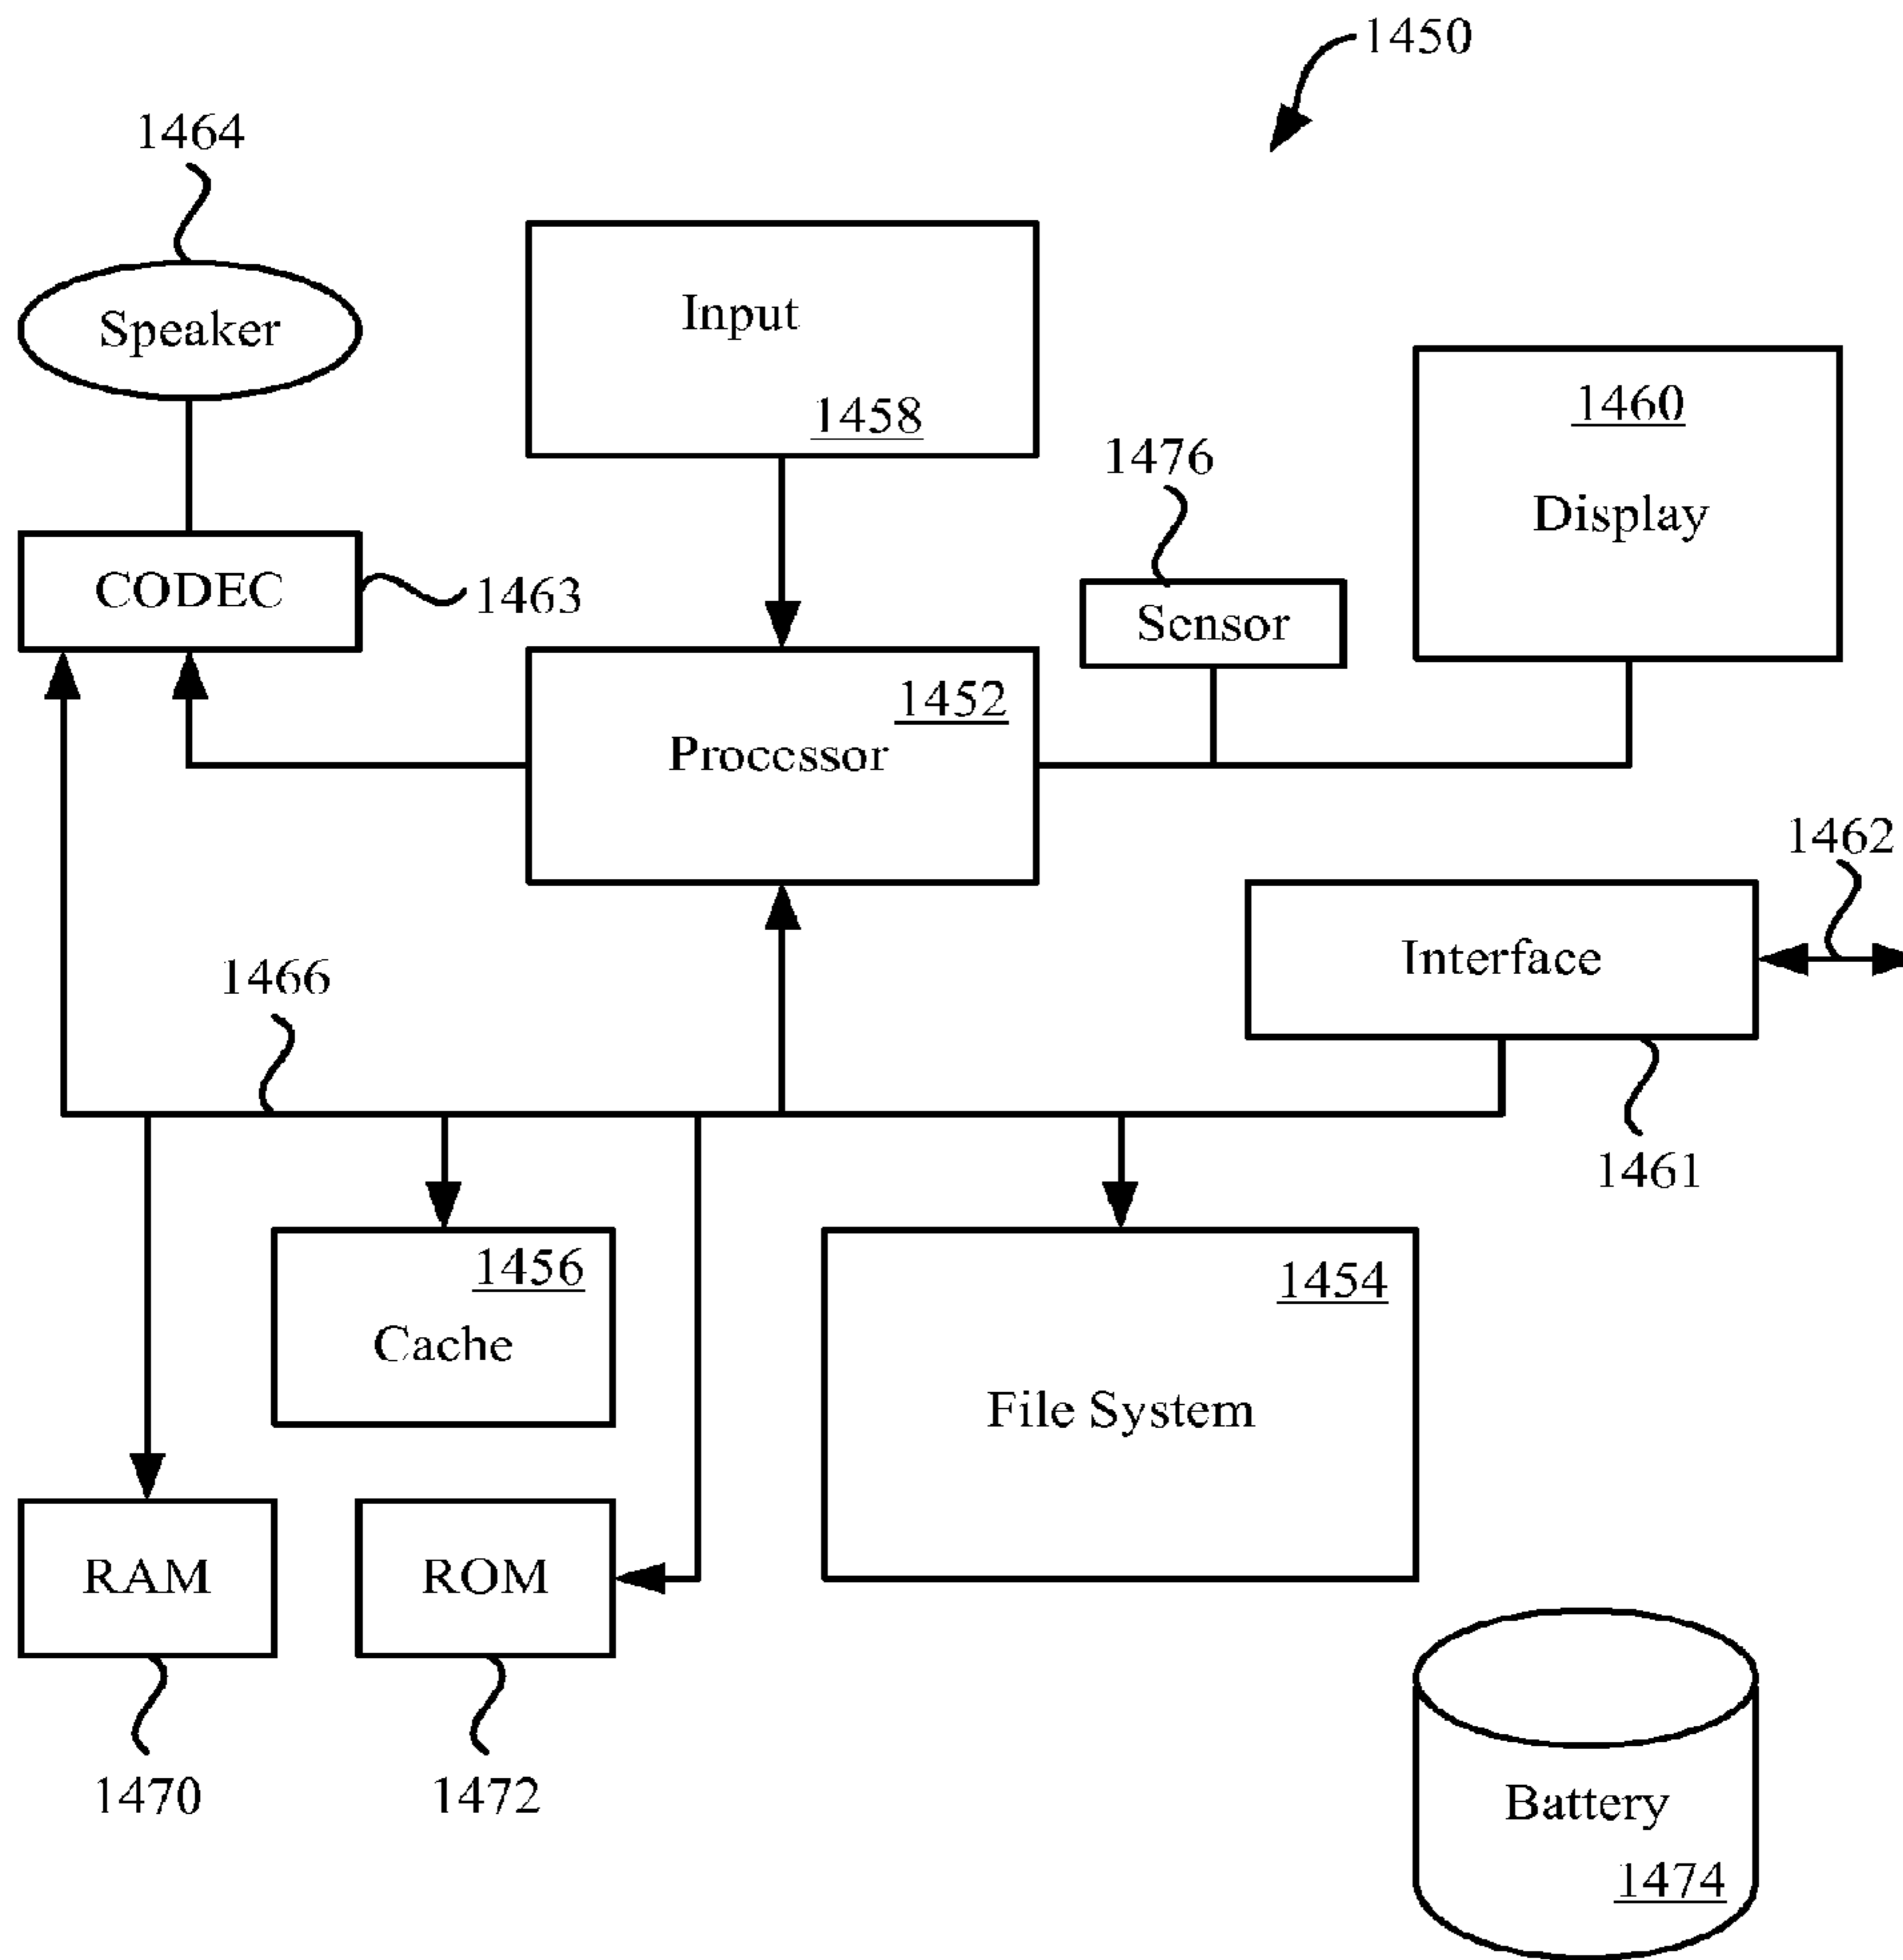 1450
1464
Speaker
Input
1458
1460
Display
1476
Sensor
CODEC
1463
1452
Processor
1462
Interface
1466
1461
1456
Cache
1454
File System
RAM
ROM
1470
1472
Battery
1474